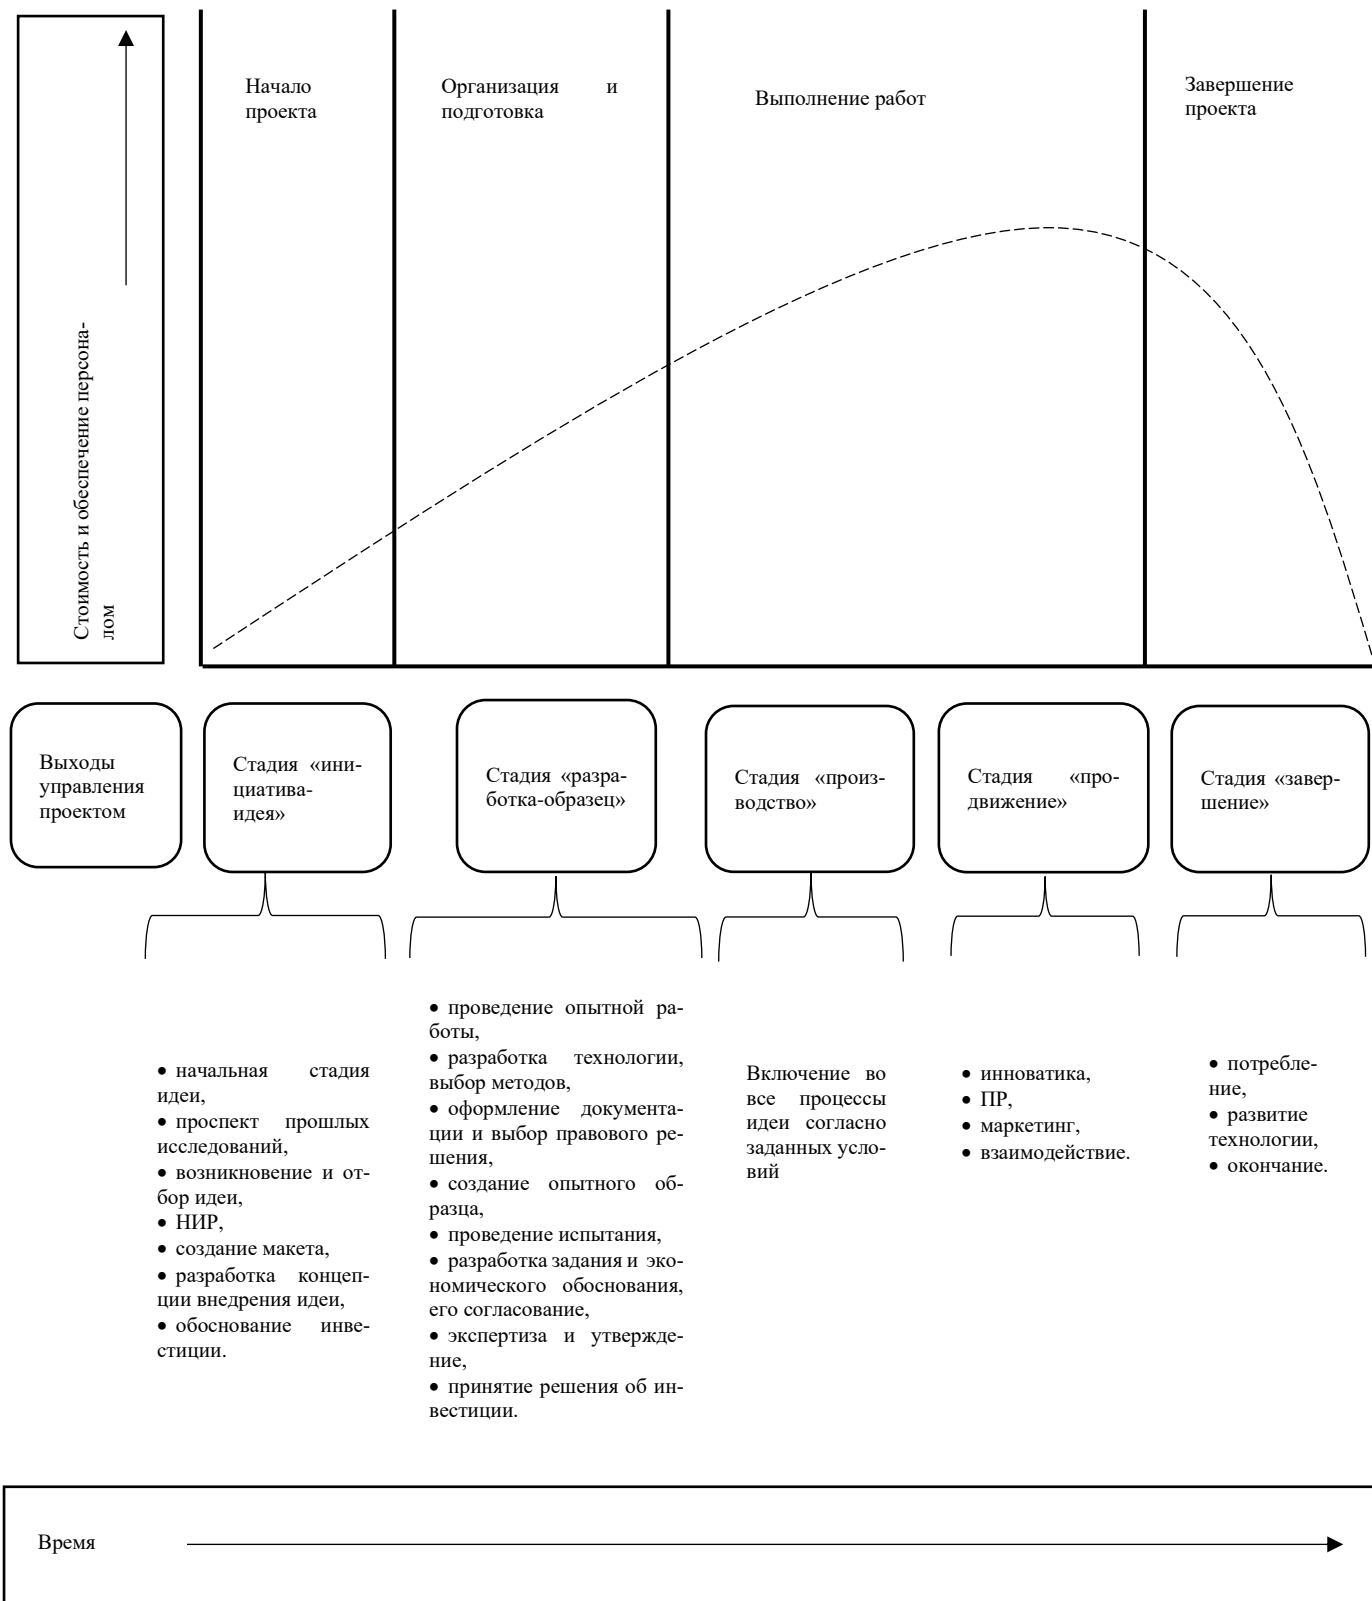 Стоимость и обеспечение персона-
лом
Начало
проекта
Организация и
подготовка
Выполнение работ
Завершение
проекта
Выходы
управления
проектом
Стадия «ини-
циатива-
идея»
Стадия «разра-
ботка-образец»
Стадия «произ-
водство»
Стадия «про-
движение»
Стадия «завер-
шение»
• начальная стадия
идеи,
• проспект прошлых
исследований,
• возникновение и от-
бор идеи,
• НИР,
• создание макета,
• разработка концеп-
ции внедрения идеи,
• обоснование инве-
стиции.
• проведение опытной ра-
боты,
• разработка технологии,
выбор методов,
• оформление документа-
ции и выбор правового ре-
шения,
• создание опытного об-
разца,
• проведение испытания,
• разработка задания и эко-
номического обоснования,
его согласование,
• экспертиза и утвержде-
ние,
• принятие решения об ин-
вестиции.
Включение во
все процессы
идеи согласно
заданных усло-
вий
• инноватика,
• ПР,
• маркетинг,
• взаимодействие.
• потребле-
ние,
• развитие
технологии,
• окончание.
Время